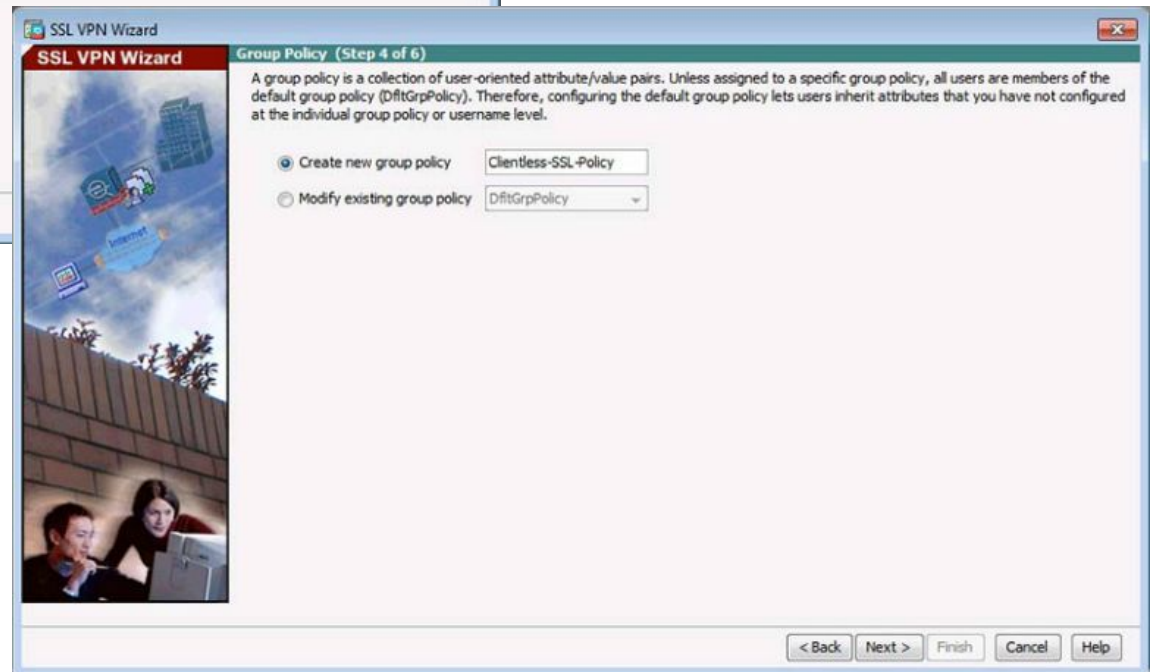 SSL VPN Wizard
SSL VPN Wizard
Group Policy (Step 4 of 6)
A group policy is a collection of user-oriented attribute/value pairs. Unless assigned to a specific group policy, all users are members of the
default group policy (DfltGrpPolicy). Therefore, configuring the default group policy lets users inherit attributes that you have not configured
at the individual group policy or username level.
Create new group policy Clientless-SSL-Policy
Modify existing group policy DfltGrpPolicy
Internet
< Back Next > Finish Cancel Help